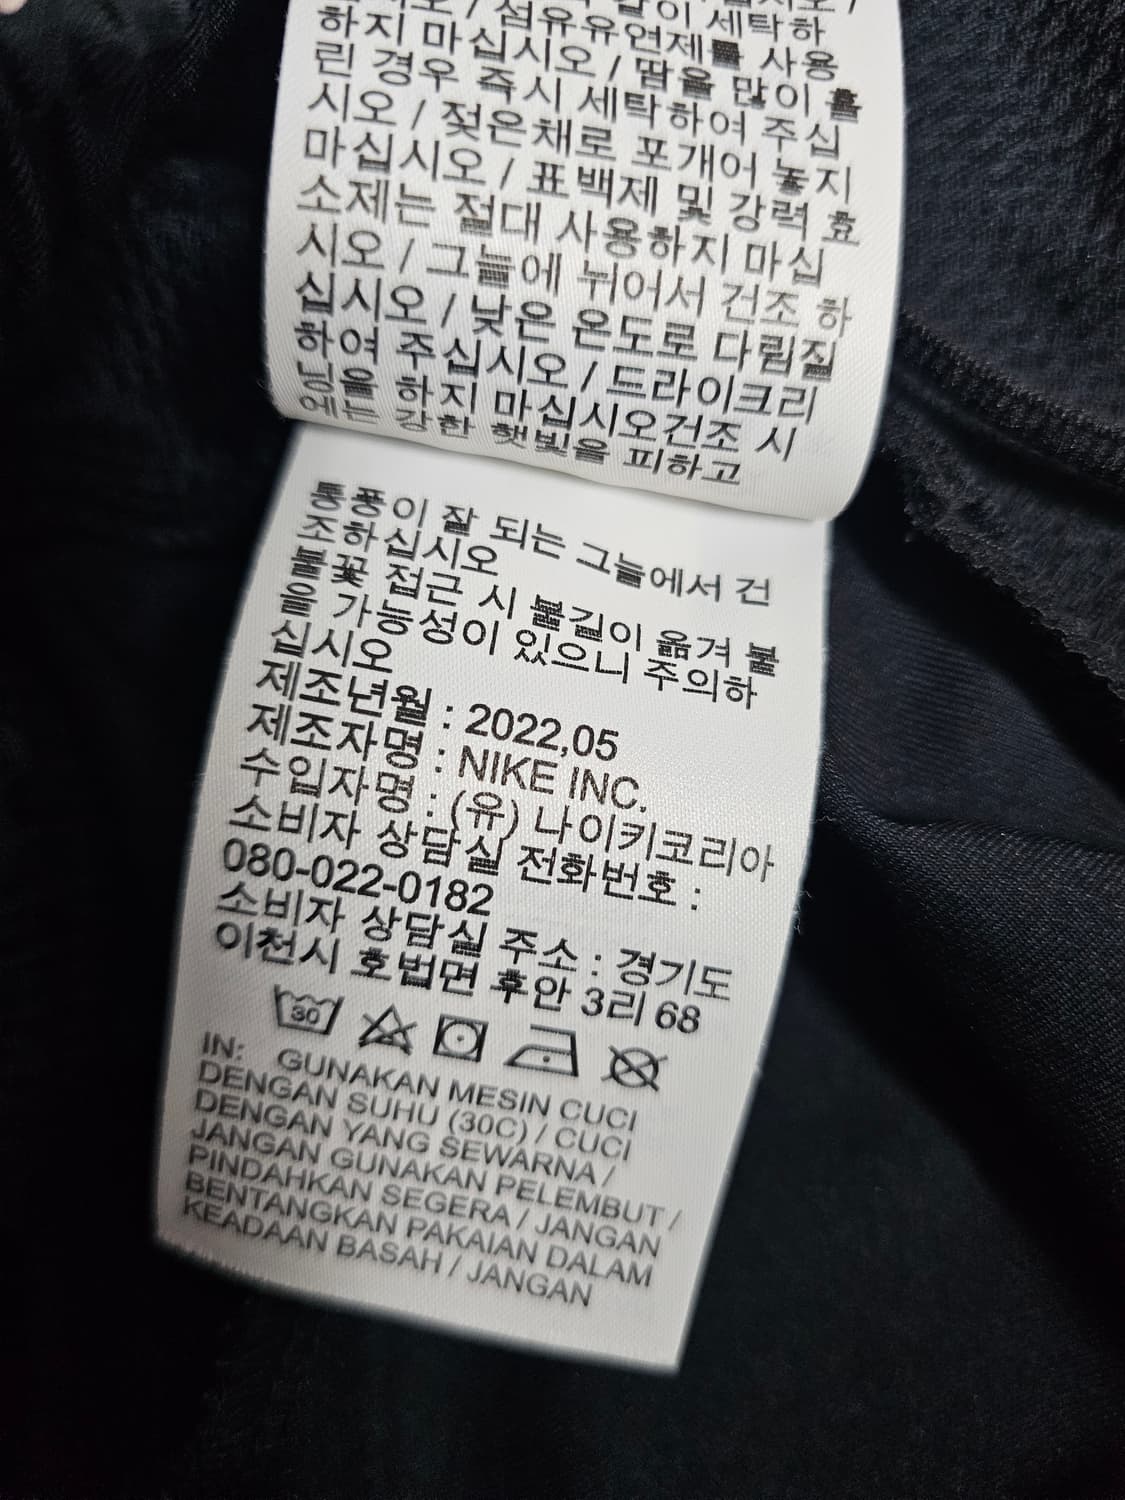 같이 세탁하
오 / 섬유유연제를 사용
하지 마십시오 / 땀을 많이 흘
린 경우 즉시 세탁하여 주십
시오 / 젖은채로 포개어 놓지
마십시오 / 표백제 및 강력 효
소제는 절대 사용하지 마십
시오 / 그늘에 뉘어서 건조 하
십시오 / 낮은 온도로 다림질
하여 주십시오 / 드라이크리
닝을 하지 마십시오건조 시
에는 강한 햇빛을 피하고
통풍이 잘 되는 그늘에서 건
조하십시오
불꽃 접근 시 불길이 옮겨 붙
을 가능성이 있으니 주의하
십시오
제조년월 : 2022,05
제조자명 : NIKE INC.
수입자명 : (유) 나이키코리아
소비자 상담실 전화번호 :
080-022-0182
소비자 상담실 주소 : 경기도
이천시 호법면 후안 3리 68
30
IN: GUNAKAN MESIN CUCI
DENGAN SUHU (30C) / CUCI
DENGAN YANG SEWARNA /
JANGAN GUNAKAN PELEMBUT /
PINDAHKAN SEGERA / JANGAN
BENTANGKAN PAKAIAN DALAM
KEADAAN BASAH / JANGAN